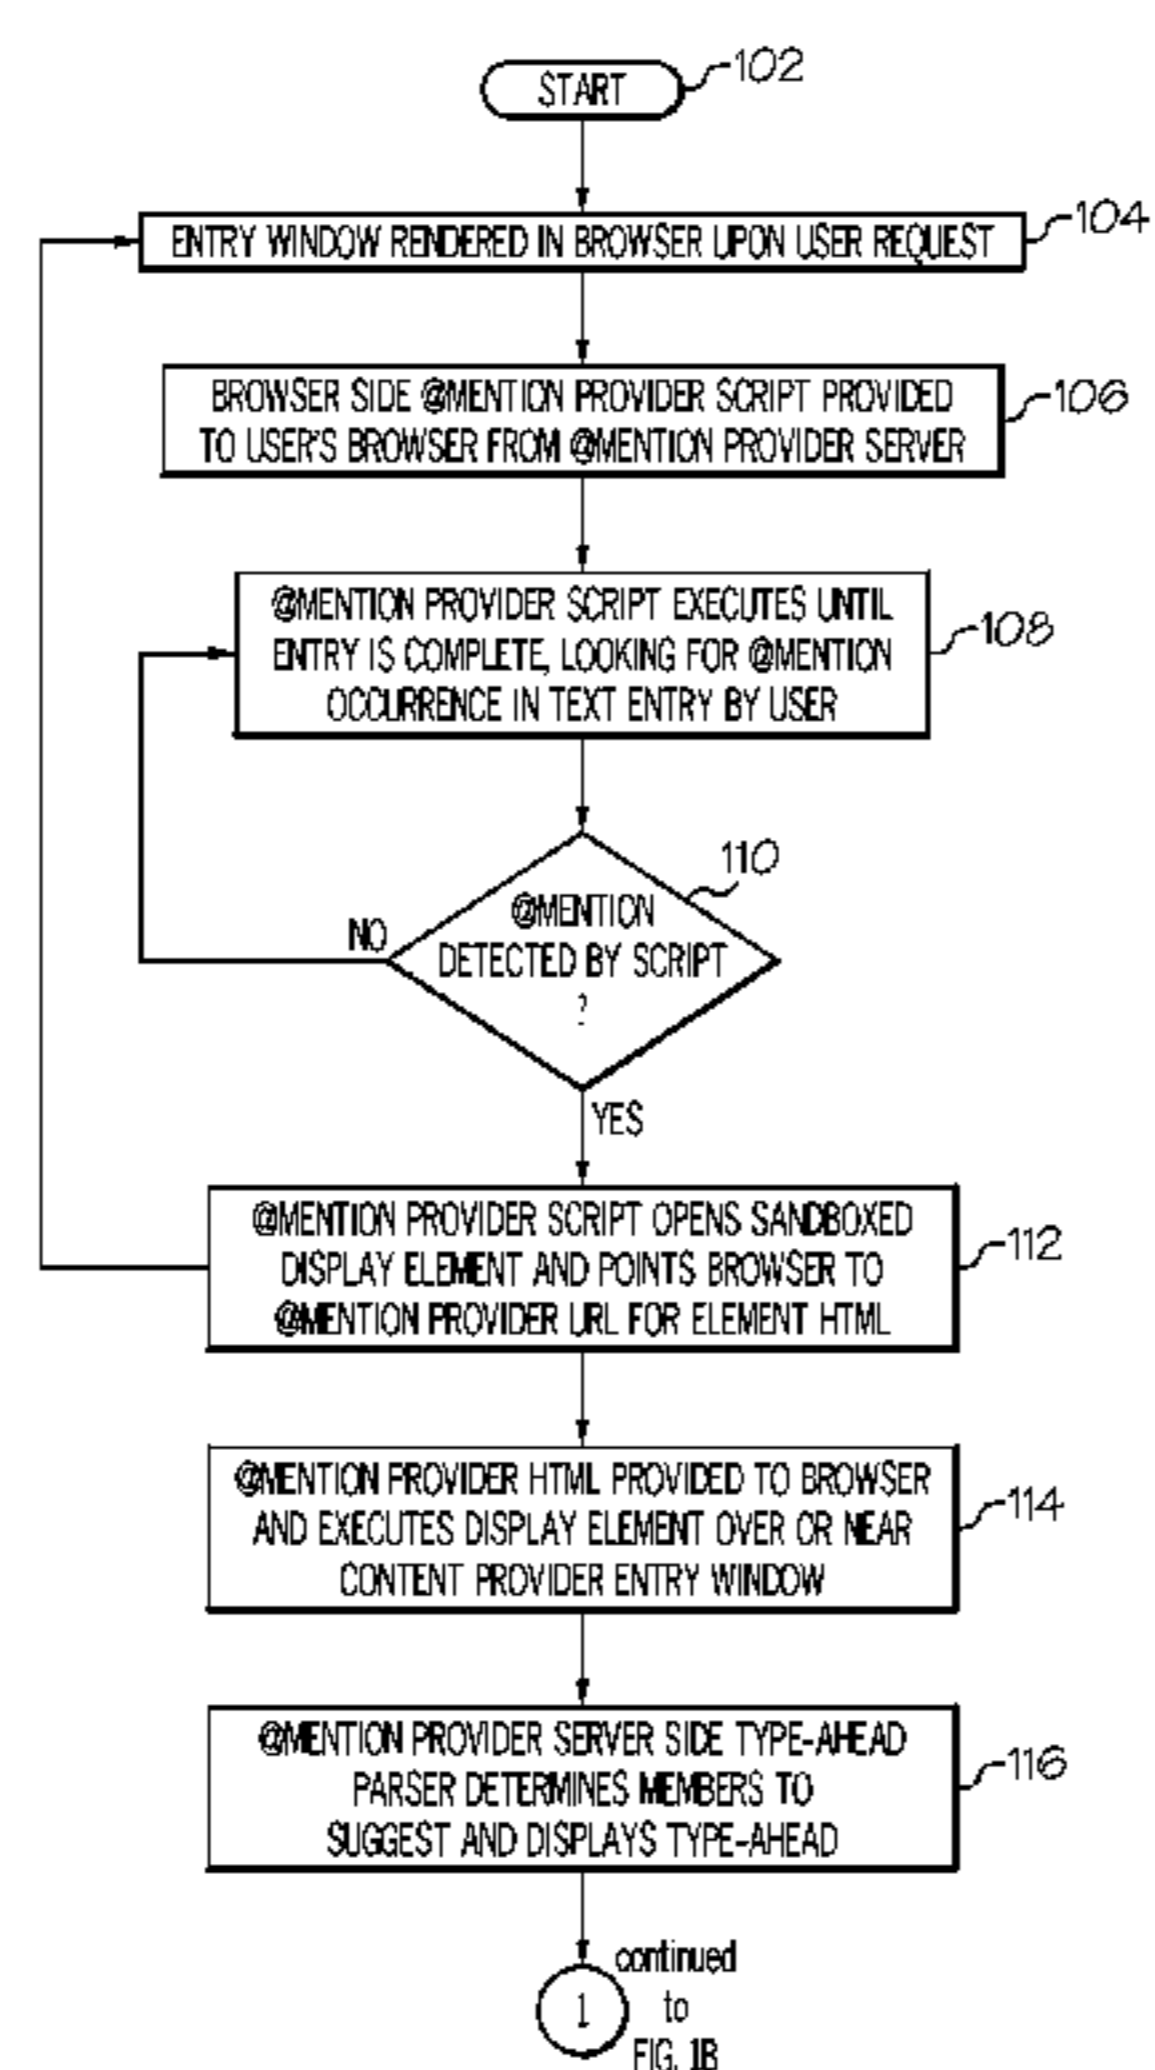 START
102
ENTRY WINDOW RENDERED IN BROWSER UPON USER REQUEST
104
BROWSER SIDE @MENTION PROVIDER SCRIPT PROVIDED
TO USER'S BROWSER FROM @MENTION PROVIDER SERVER
106
@MENTION PROVIDER SCRIPT EXECUTES UNTIL
ENTRY IS COMPLETE, LOOKING FOR @MENTION
OCCURRENCE IN TEXT ENTRY BY USER
108
110
@MENTION
DETECTED BY SCRIPT
?
NO
YES
@MENTION PROVIDER SCRIPT OPENS SANDBOXED
DISPLAY ELEMENT AND POINTS BROWSER TO
@MENTION PROVIDER URL FOR ELEMENT HTML
112
@MENTION PROVIDER HTML PROVIDED TO BROWSER
AND EXECUTES DISPLAY ELEMENT OVER OR NEAR
CONTENT PROVIDER ENTRY WINDOW
114
@MENTION PROVIDER SERVER SIDE TYPE-AHEAD
PARSER DETERMINES MEMBERS TO
SUGGEST AND DISPLAYS TYPE-AHEAD
116
1
continued
to
FIG. 1B